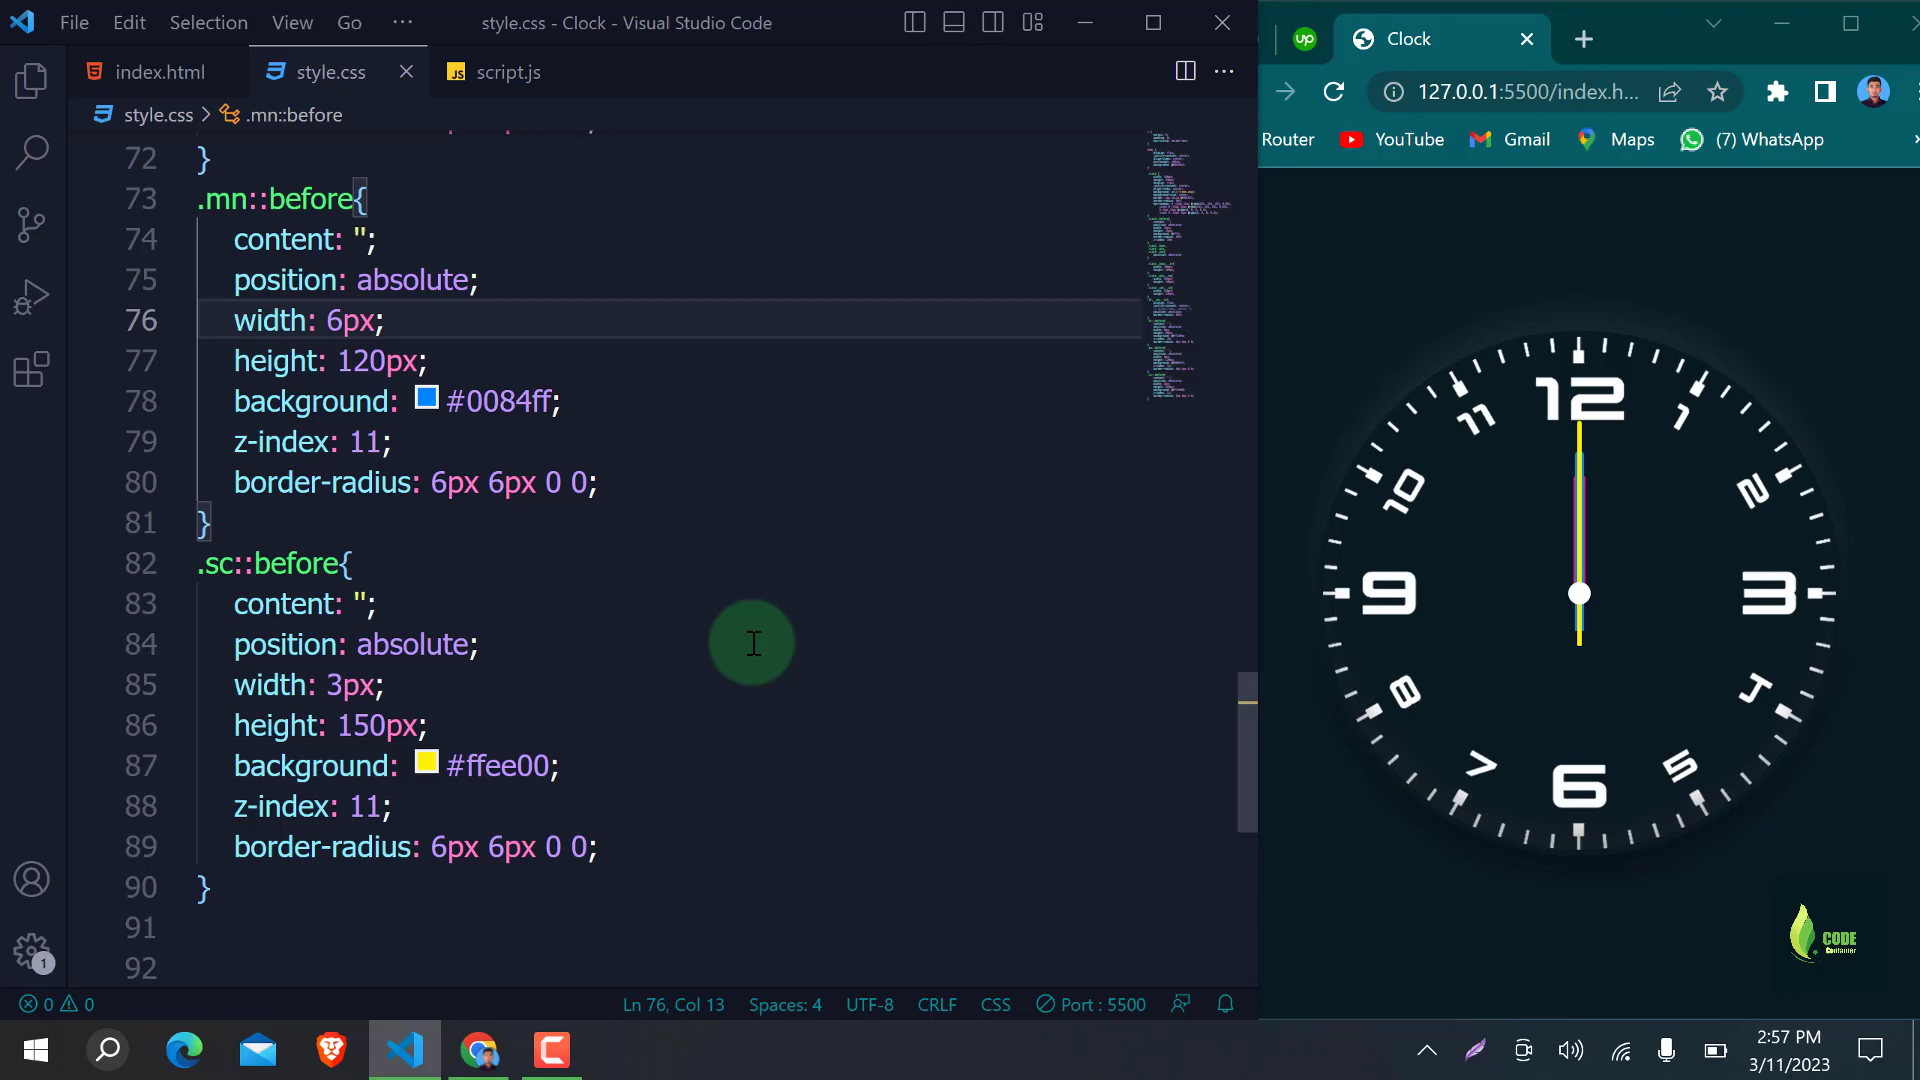 File Edit Selection View Go ··· style.css - Clock - Visual Studio Code
index.html style.css JS script.js
style.css > .mn::before
72 }
73 .mn::before{
74 content: '';
75 position: absolute;
76 width: 6px;
77 height: 120px;
78 background: #0084ff;
79 z-index: 11;
80 border-radius: 6px 6px 0 0;
81 }
82 .sc::before{
83 content: '';
84 position: absolute;
85 width: 3px;
86 height: 150px;
87 background: #ffee00;
88 z-index: 11;
89 border-radius: 6px 6px 0 0;
90 }
91
92
1
0 0 Ln 76, Col 13 Spaces: 4 UTF-8 CRLF CSS Port : 5500
up Clock
127.0.0.1:5500/index.h...
Router YouTube Gmail Maps (7) WhatsApp
12
11 1
10 2
9 3
8 4
7 5
6
CODE
Container
2:57 PM
3/11/2023